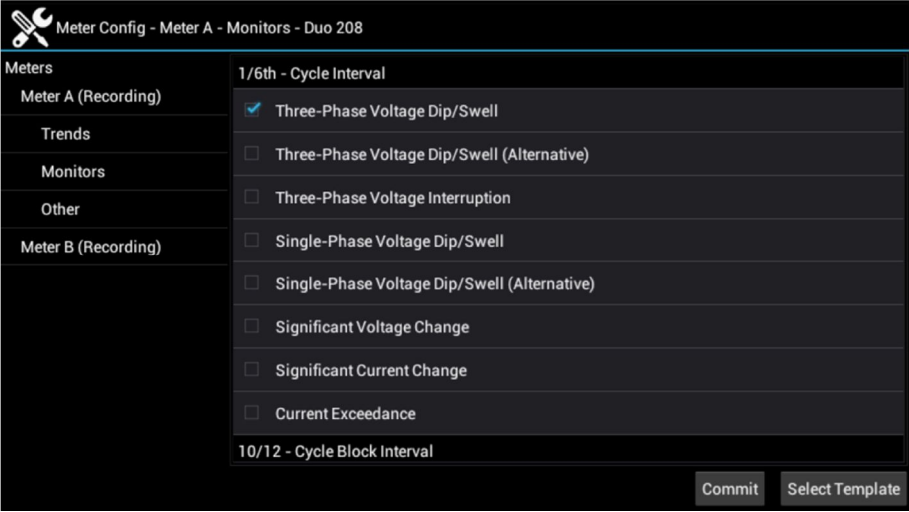 Meter Config - Meter A - Monitors - Duo 208
Meters
Meter A (Recording)
Trends
Monitors
Other
Meter B (Recording)
1/6th - Cycle Interval
Three-Phase Voltage Dip/Swell
Three-Phase Voltage Dip/Swell (Alternative)
Three-Phase Voltage Interruption
Single-Phase Voltage Dip/Swell
Single-Phase Voltage Dip/Swell (Alternative)
Significant Voltage Change
Significant Current Change
Current Exceedance
10/12 - Cycle Block Interval
Commit
Select Template